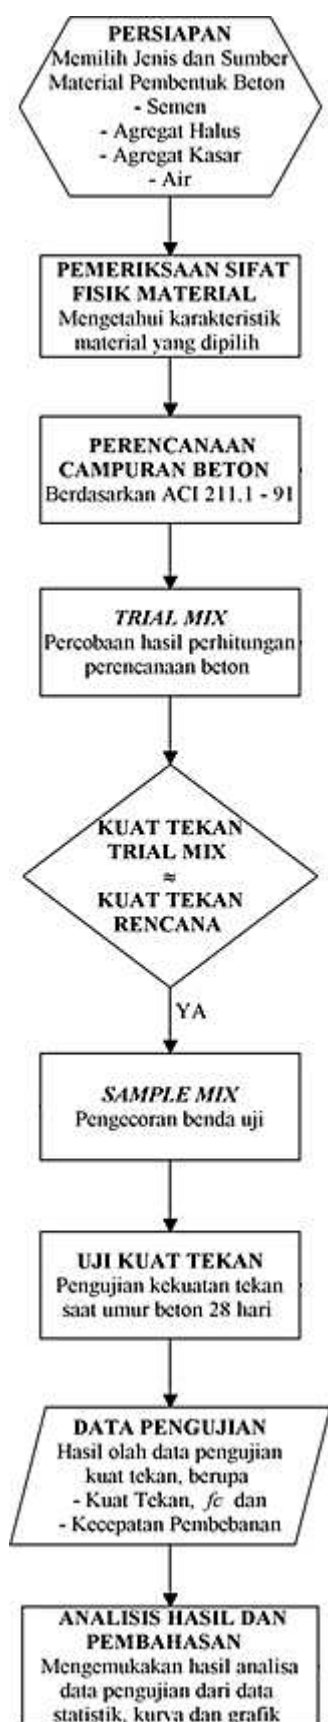 PERSIAPAN
Memilih Jenis dan Sumber
Material Pembentuk Beton
- Semen
- Agregat Halus
- Agregat Kasar
- Air
PEMERIKSAAN SIFAT
FISIK MATERIAL
Mengetahui karakteristik
material yang dipilih
PERENCANAAN
CAMPURAN BETON
Berdasarkan ACI 211.1 - 91
TRIAL MIX
Percobaan hasil perhitungan
perencanaan beton
KUAT TEKAN
TRIAL MIX
≈
KUAT TEKAN
RENCANA
YA
SAMPLE MIX
Pengecoran benda uji
UJI KUAT TEKAN
Pengujian kekuatan tekan
saat umur beton 28 hari
DATA PENGUJIAN
Hasil olah data pengujian
kuat tekan, berupa
- Kuat Tekan, fc dan
- Kecepatan Pembebanan
ANALISIS HASIL DAN
PEMBAHASAN
Mengemukakan hasil analisa
data pengujian dari data
statistik, kurva dan grafik